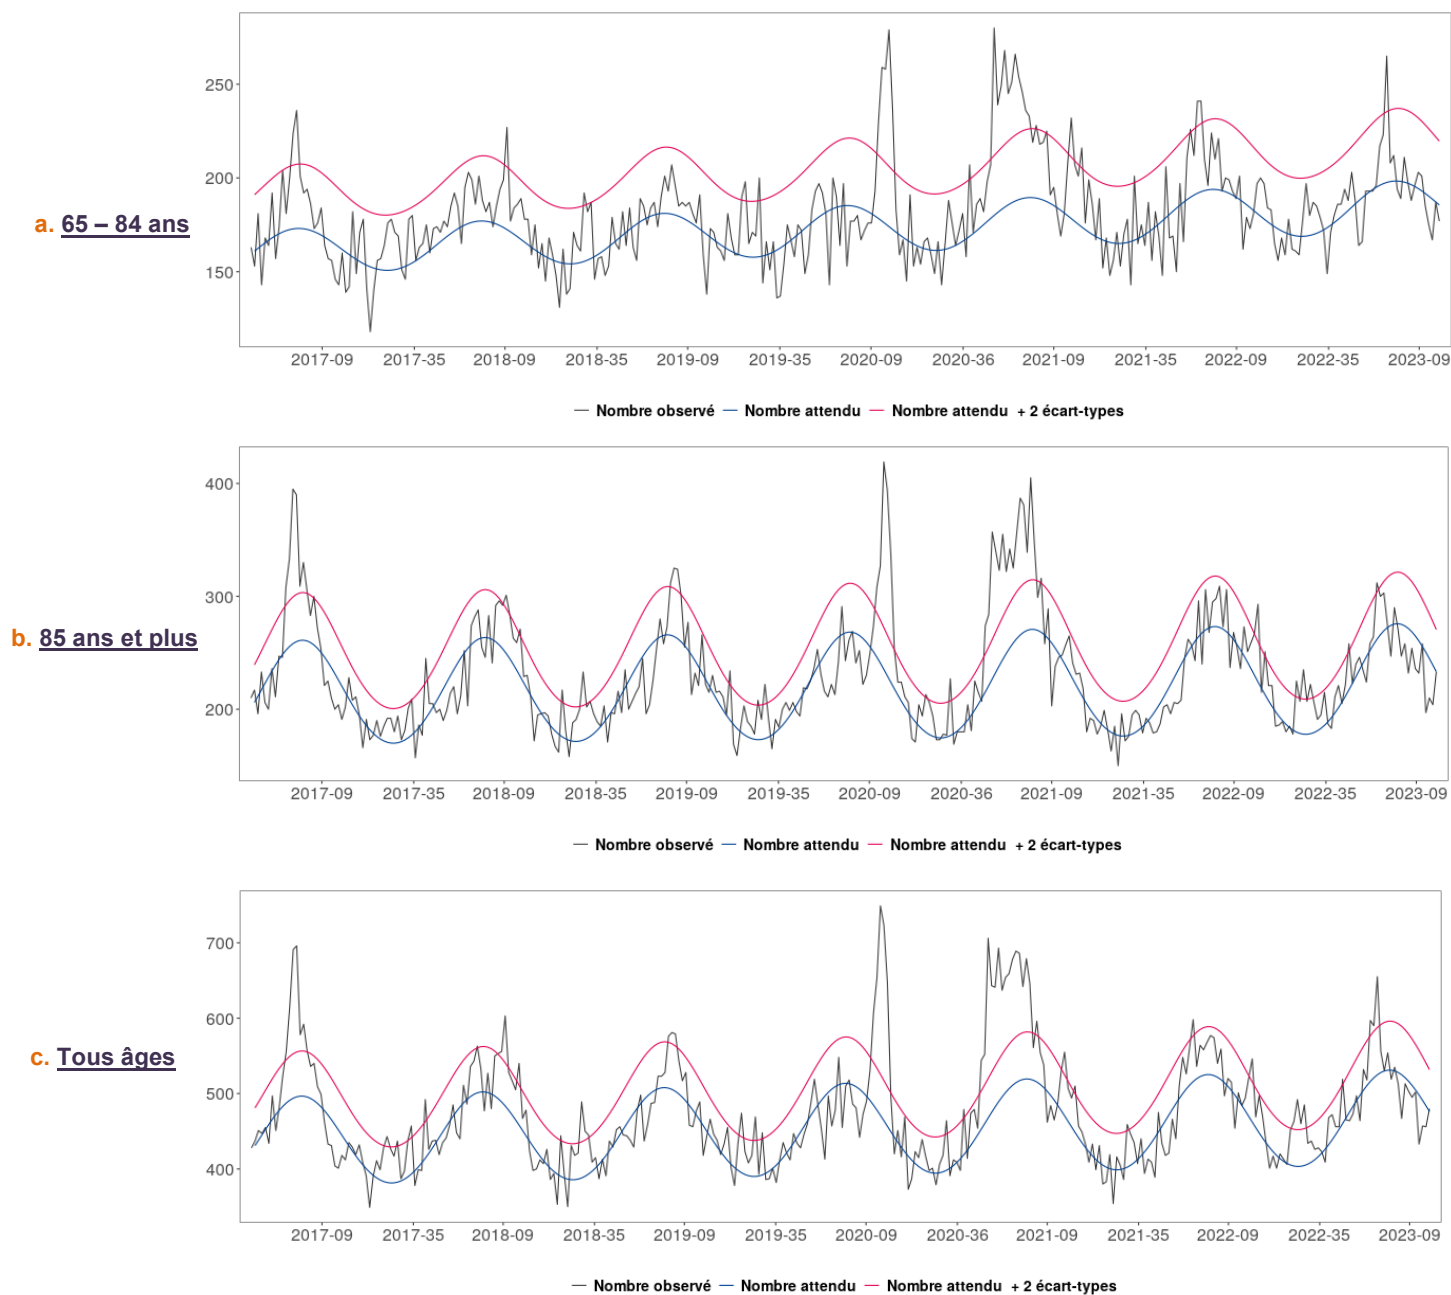 250
200
150
a. 65 – 84 ans
2017-09 2017-35 2018-09 2018-35 2019-09 2019-35 2020-09 2020-36 2021-09 2021-35 2022-09 2022-35 2023-09
Nombre observé Nombre attendu Nombre attendu + 2 écart-types
400
300
200
b. 85 ans et plus
2017-09 2017-35 2018-09 2018-35 2019-09 2019-35 2020-09 2020-36 2021-09 2021-35 2022-09 2022-35 2023-09
Nombre observé Nombre attendu Nombre attendu + 2 écart-types
700
600
500
400
c. Tous âges
2017-09 2017-35 2018-09 2018-35 2019-09 2019-35 2020-09 2020-36 2021-09 2021-35 2022-09 2022-35 2023-09
Nombre observé Nombre attendu Nombre attendu + 2 écart-types